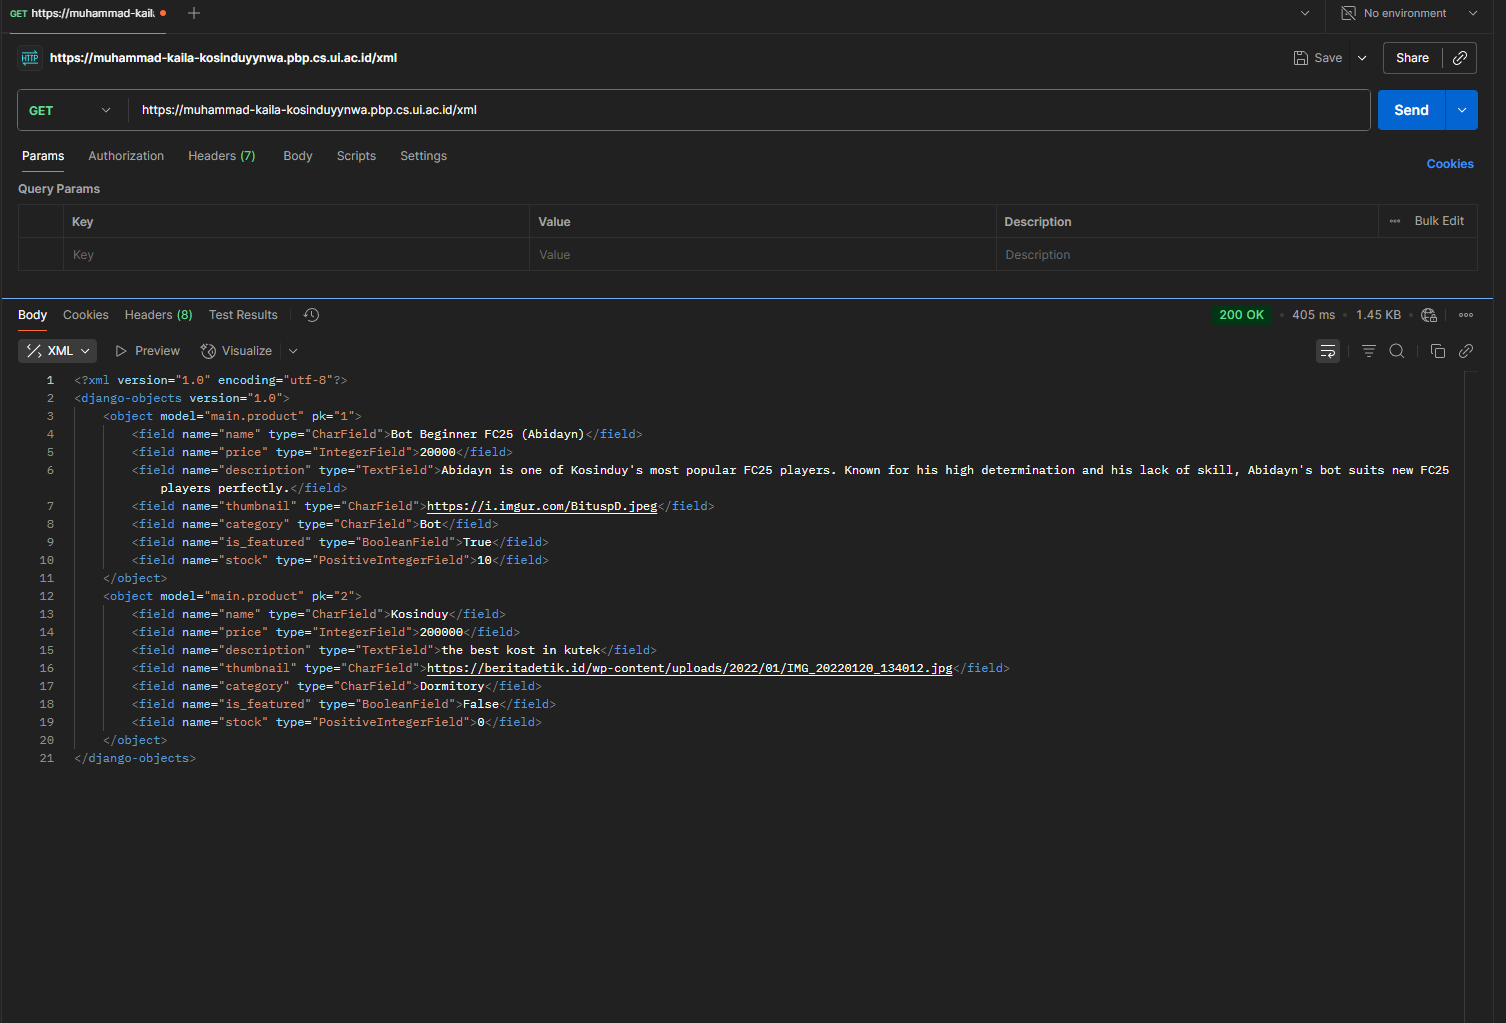 GET https://muhammad-kaila
No environment
HTTP https://muhammad-kaila-kosinduyynwa.pbp.cs.ui.ac.id/xml
Save
Share
GET https://muhammad-kaila-kosinduyynwa.pbp.cs.ui.ac.id/xml
Send
Params Authorization Headers (7) Body Scripts Settings
Cookies
Query Params
Key Value Description Bulk Edit
Key Value Description
Body Cookies Headers (8) Test Results
200 OK • 405 ms • 1.45 KB •
XML Preview Visualize
1 <?xml version="1.0" encoding="utf-8"?>
2 <django-objects version="1.0">
3 <object model="main.product" pk="1">
4 <field name="name" type="CharField">Bot Beginner FC25 (Abidayn)</field>
5 <field name="price" type="IntegerField">20000</field>
6 <field name="description" type="TextField">Abidayn is one of Kosinduy's most popular FC25 players. Known for his high determination and his lack of skill, Abidayn's bot suits new FC25
players perfectly.</field>
7 <field name="thumbnail" type="CharField">https://i.imgur.com/BituspD.jpeg</field>
8 <field name="category" type="CharField">Bot</field>
9 <field name="is_featured" type="BooleanField">True</field>
10 <field name="stock" type="PositiveIntegerField">10</field>
11 </object>
12 <object model="main.product" pk="2">
13 <field name="name" type="CharField">Kosinduy</field>
14 <field name="price" type="IntegerField">200000</field>
15 <field name="description" type="TextField">the best kost in kutek</field>
16 <field name="thumbnail" type="CharField">https://beritadetik.id/wp-content/uploads/2022/01/IMG_20220120_134012.jpg</field>
17 <field name="category" type="CharField">Dormitory</field>
18 <field name="is_featured" type="BooleanField">False</field>
19 <field name="stock" type="PositiveIntegerField">0</field>
20 </object>
21 </django-objects>